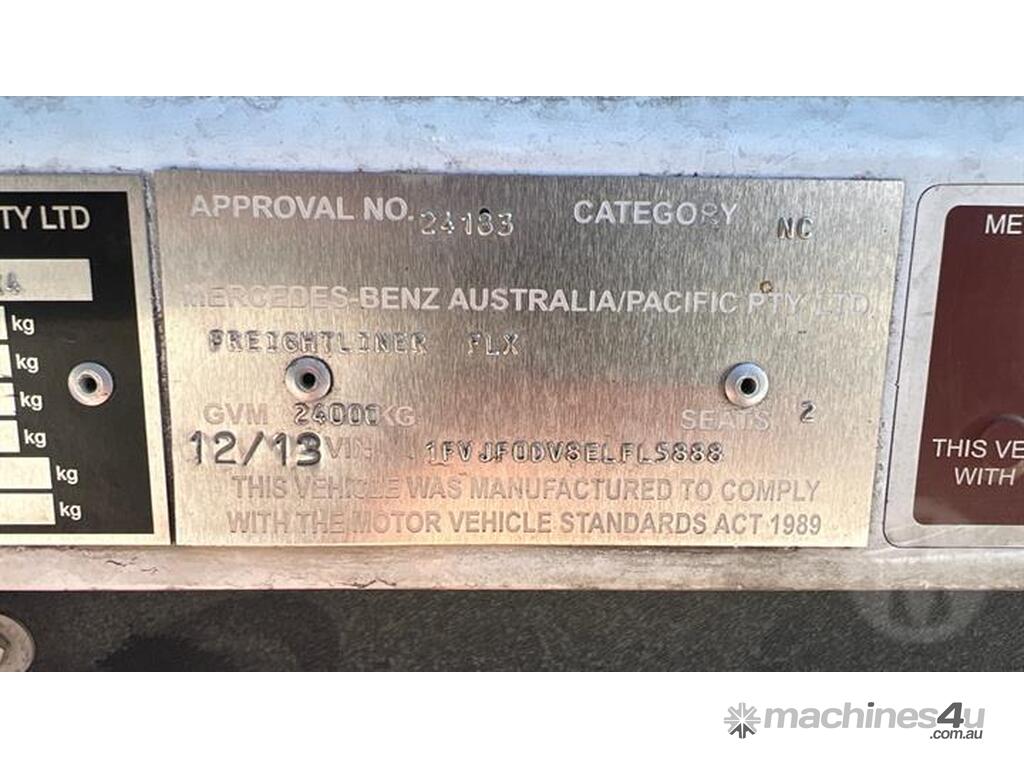 TY LTD
4
kg
kg
kg
kg
kg
kg
APPROVAL NO. 24183 CATEGORY NC
MERCEDES-BENZ AUSTRALIA/PACIFIC PTY LTD
FREIGHTLINER FLX
GVM 24000KG SEATS 2
12/13 VIN 1FVJF0DV8ELFL5888
THIS VEHICLE WAS MANUFACTURED TO COMPLY
WITH THE MOTOR VEHICLE STANDARDS ACT 1989
ME
THIS VE
WITH
machines4u
.com.au